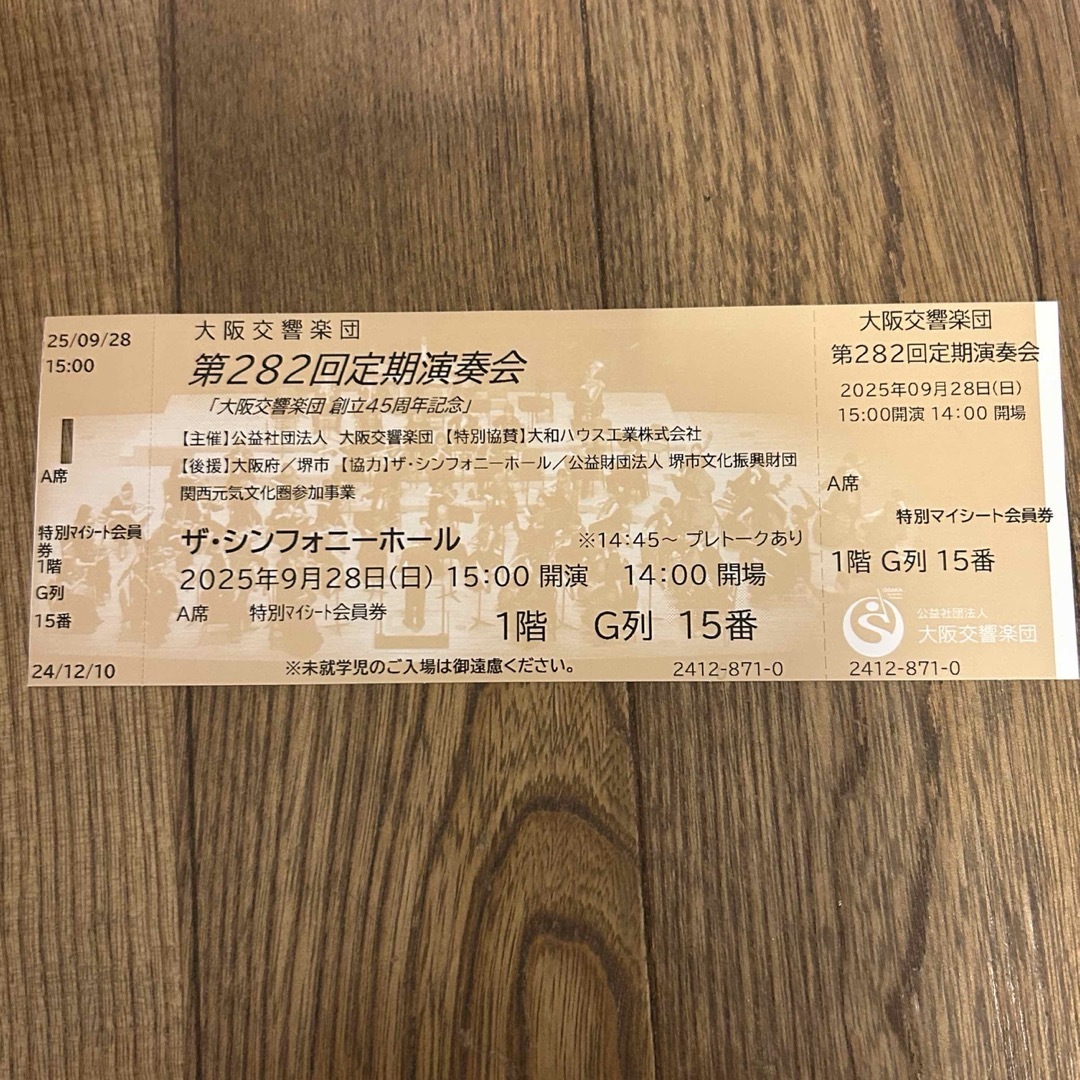 25/09/28
15:00
A席
特別マイシート会員
券
1階
G列
15番
24/12/10
大阪交響楽団
第282回定期演奏会
「大阪交響楽団 創立45周年記念」
【主催】公益社団法人 大阪交響楽団 【特別協賛】大和ハウス工業株式会社
【後援】大阪府／堺市 【協力】ザ・シンフォニーホール／公益財団法人 堺市文化振興財団
関西元気文化圏参加事業
ザ・シンフォニーホール ※14:45～ プレトークあり
2025年9月28日(日) 15:00 開演 14:00 開場
A席 特別マイシート会員券 1階 G列 15番
※未就学児のご入場は御遠慮ください。 2412-871-0
大阪交響楽団
第282回定期演奏会
2025年09月28日(日)
15:00開演 14:00 開場
A席
特別マイシート会員券
1階 G列 15番
公益社団法人
大阪交響楽団
2412-871-0